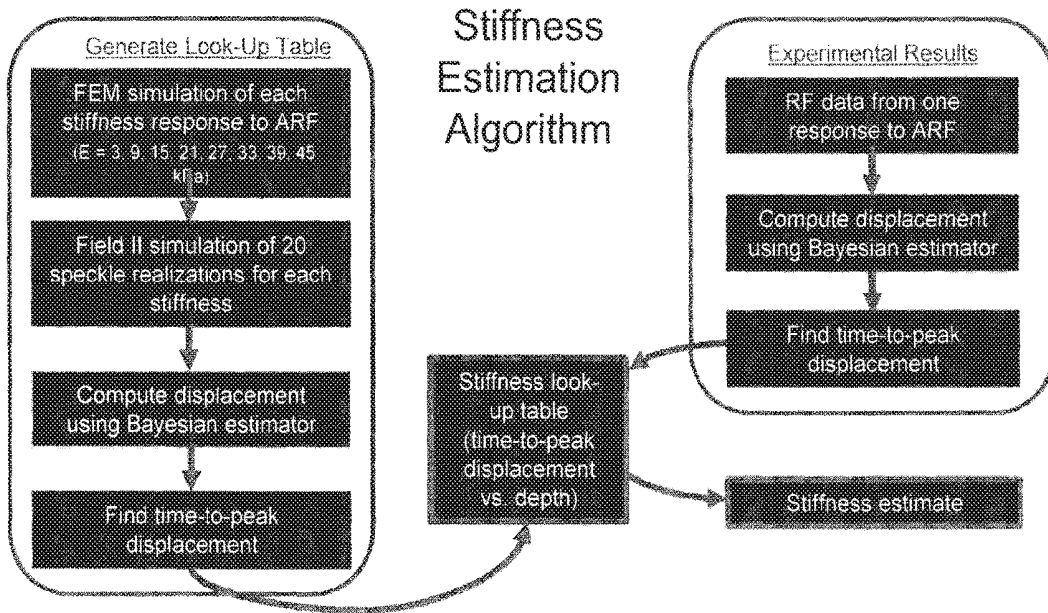 Stiffness
Estimation
Algorithm
Generate Look-Up Table
FEM simulation of each
stiffness response to ARF
(E = 3, 9, 15, 21, 27, 33, 39, 45
kPa)
Field II simulation of 20
speckle realizations for each
stiffness
Compute displacement
using Bayesian estimator
Find time-to-peak
displacement
Experimental Results
RF data from one
response to ARF
Compute displacement
using Bayesian estimator
Find time-to-peak
displacement
Stiffness look-
up table
(time-to-peak
displacement
vs. depth)
Stiffness estimate